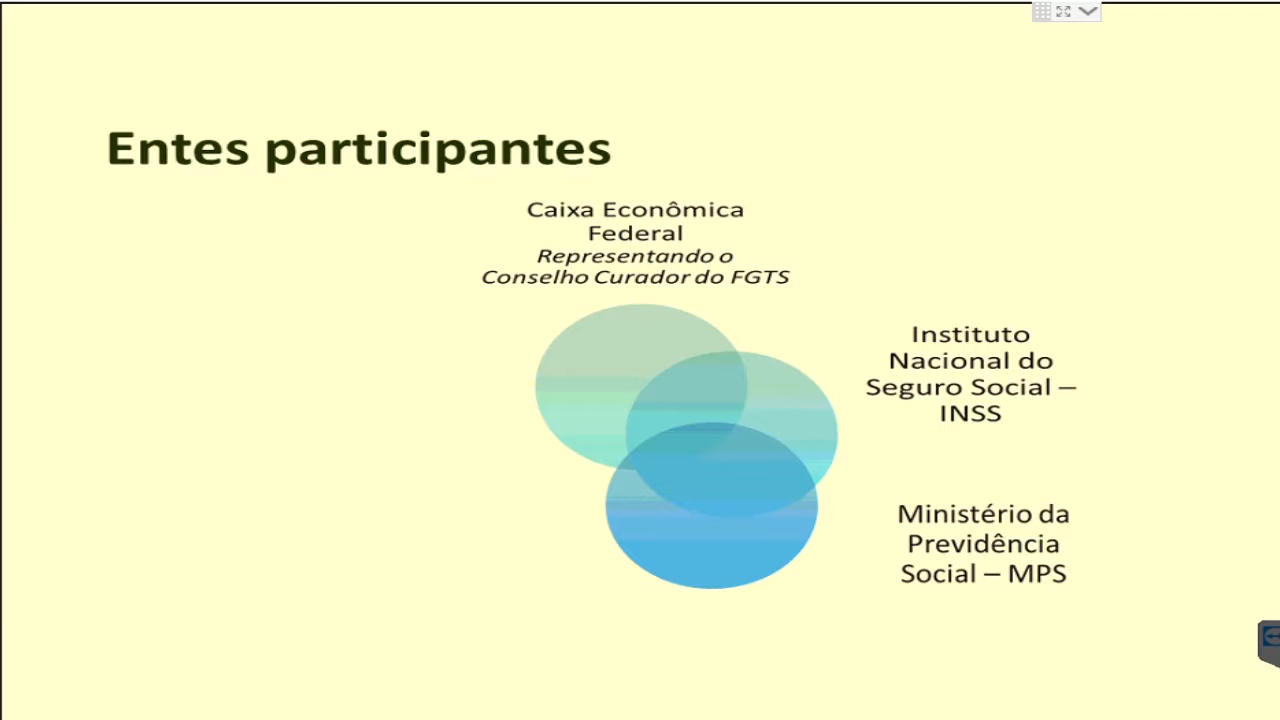 Entes participantes
Caixa Econômica
Federal
Representando o
Conselho Curador do FGTS
Instituto
Nacional do
Seguro Social –
INSS
Ministério da
Previdência
Social – MPS